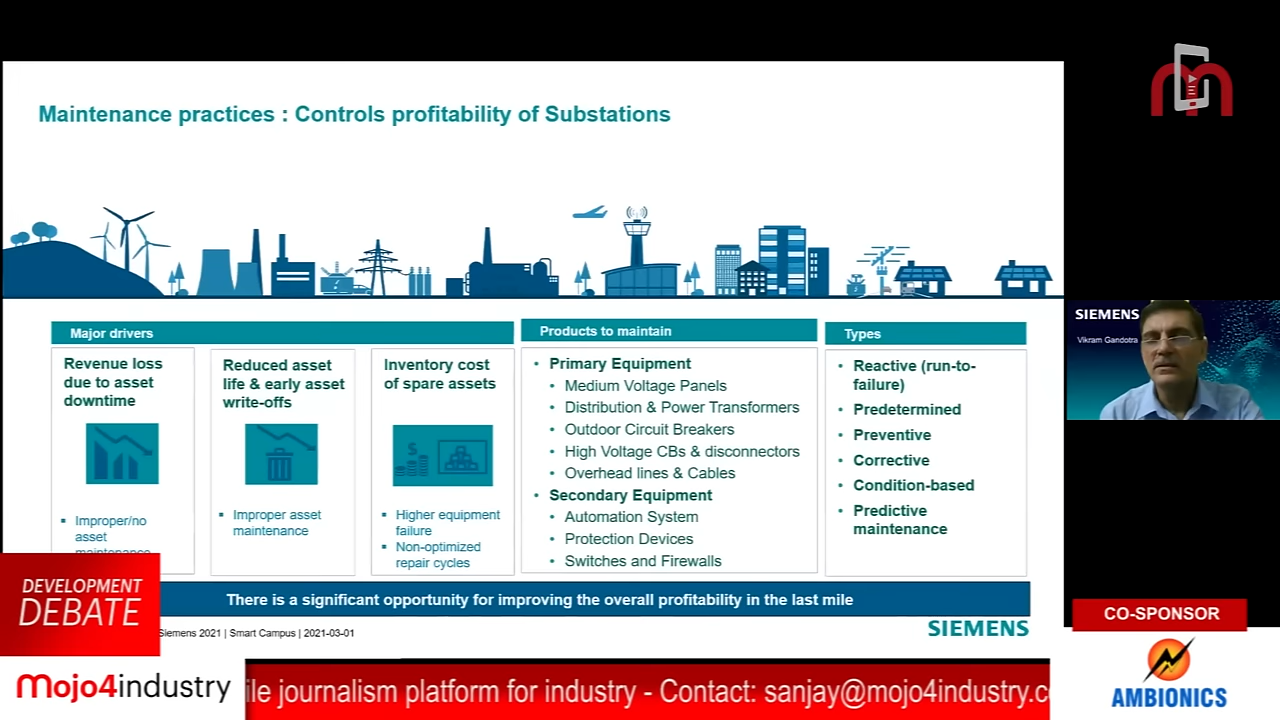 Maintenance practices : Controls profitability of Substations
Major drivers
Revenue loss
due to asset
downtime
Improper/no
asset
maintenance
Reduced asset
life & early asset
write-offs
Improper asset
maintenance
Inventory cost
of spare assets
$
Higher equipment
failure
Non-optimized
repair cycles
Products to maintain
• Primary Equipment
• Medium Voltage Panels
• Distribution & Power Transformers
• Outdoor Circuit Breakers
• High Voltage CBs & disconnectors
• Overhead lines & Cables
• Secondary Equipment
• Automation System
• Protection Devices
• Switches and Firewalls
Types
• Reactive (run-to-
failure)
• Predetermined
• Preventive
• Corrective
• Condition-based
• Predictive
maintenance
There is a significant opportunity for improving the overall profitability in the last mile
Siemens 2021 | Smart Campus | 2021-03-01
SIEMENS
SIEMENS
Vikram Gandotra
DEVELOPMENT
DEBATE
CO-SPONSOR
AMBIONICS
mojo4industry
ile journalism platform for industry - Contact: sanjay@mojo4industry.co